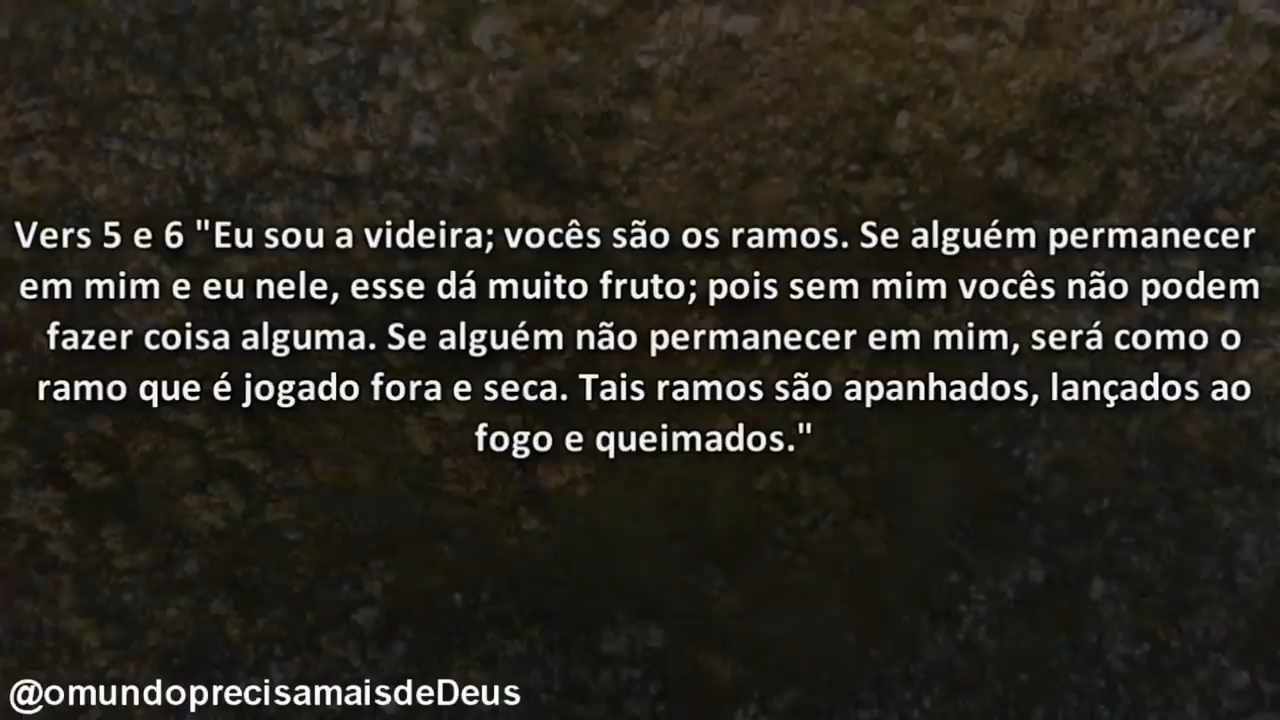 Vers 5 e 6 "Eu sou a videira; vocês são os ramos. Se alguém permanecer
em mim e eu nele, esse dá muito fruto; pois sem mim vocês não podem
fazer coisa alguma. Se alguém não permanecer em mim, será como o
ramo que é jogado fora e seca. Tais ramos são apanhados, lançados ao
fogo e queimados."
@omundoprecisamaisdeDeus